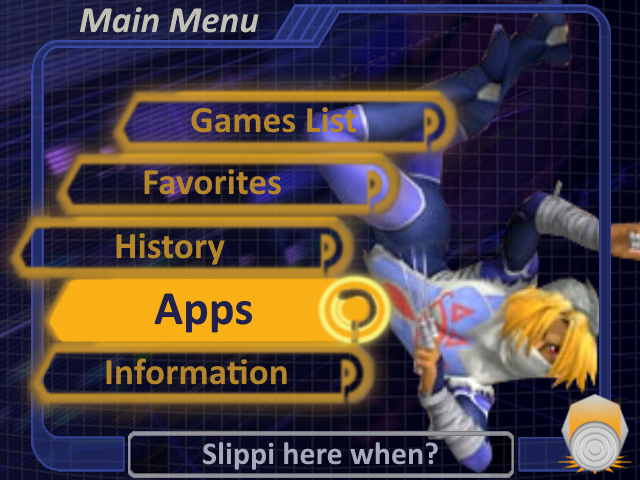 Main Menu
Games List
Favorites
History
Apps
Information
Slippi here when?